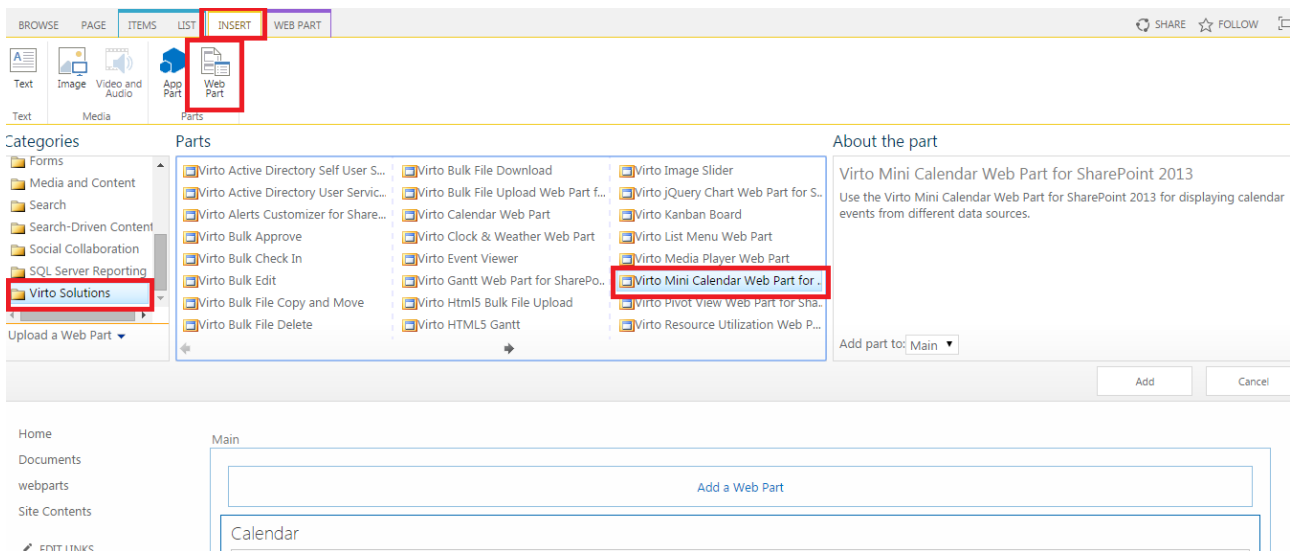 BROWSE PAGE ITEMS LIST INSERT WEB PART SHARE FOLLOW
Text Image Video and Audio App Part Web Part
Text Media Parts
Categories
Forms
Media and Content
Search
Search-Driven Content
Social Collaboration
SQL Server Reporting
Virto Solutions
Upload a Web Part
Parts
Virto Active Directory Self User S...
Virto Active Directory User Servic...
Virto Alerts Customizer for Share...
Virto Bulk Approve
Virto Bulk Check In
Virto Bulk Edit
Virto Bulk File Copy and Move
Virto Bulk File Delete
Virto Bulk File Download
Virto Bulk File Upload Web Part f...
Virto Calendar Web Part
Virto Clock & Weather Web Part
Virto Event Viewer
Virto Gantt Web Part for SharePo..
Virto Html5 Bulk File Upload
Virto HTML5 Gantt
Virto Image Slider
Virto jQuery Chart Web Part for S..
Virto Kanban Board
Virto List Menu Web Part
Virto Media Player Web Part
Virto Mini Calendar Web Part for ..
Virto Pivot View Web Part for Sha..
Virto Resource Utilization Web P...
About the part
Virto Mini Calendar Web Part for SharePoint 2013
Use the Virto Mini Calendar Web Part for SharePoint 2013 for displaying calendar
events from different data sources.
Add part to: Main
Add Cancel
Home
Documents
webparts
Site Contents
EDIT LINKS
Main
Add a Web Part
Calendar